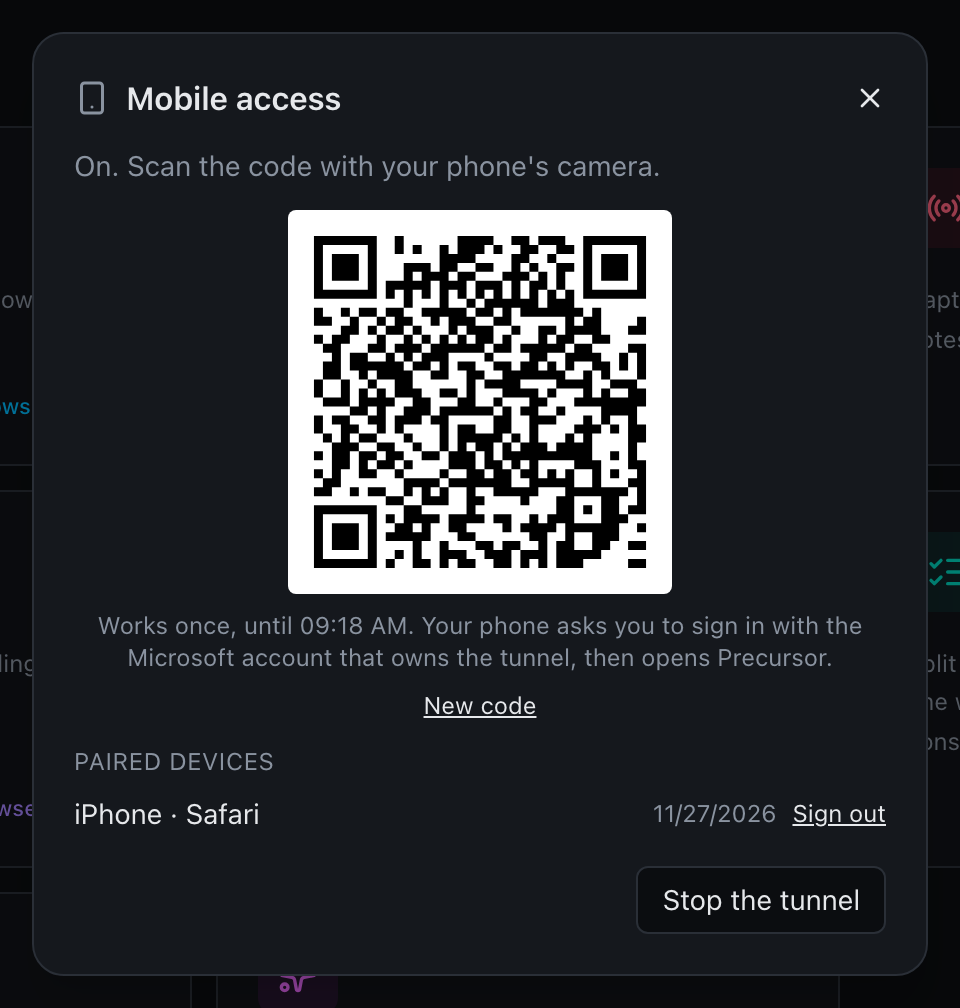 Mobile access
On. Scan the code with your phone's camera.
Works once, until 09:18 AM. Your phone asks you to sign in with the
Microsoft account that owns the tunnel, then opens Precursor.
New code
PAIRED DEVICES
iPhone · Safari
11/27/2026 Sign out
Stop the tunnel